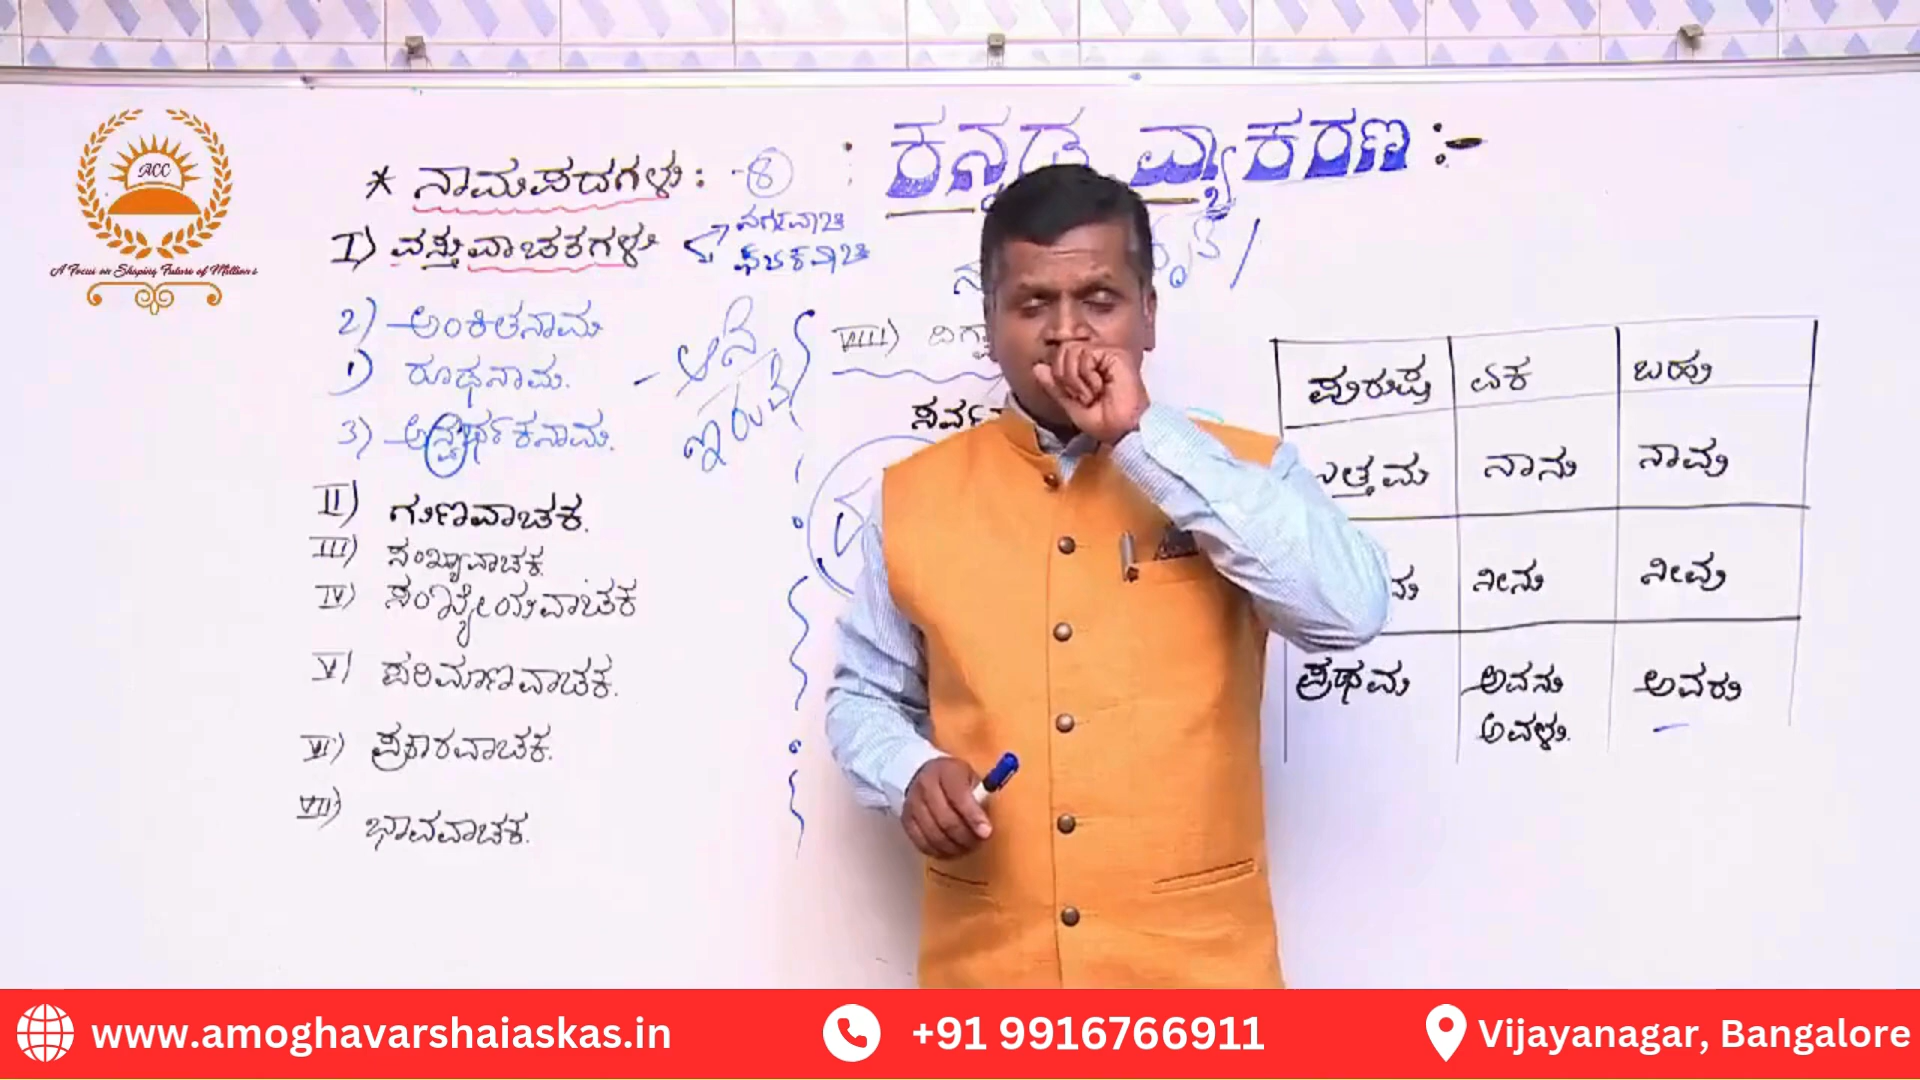 ACC
A Focus on Shaping Future of Millions
ಕನ್ನಡ ವ್ಯಾಕರಣ :-
* ನಾಮಪದಗಳು : -8
I) ವಸ್ತುವಾಚಕಗಳು
ವರ್ಗವಾಚಿ
2) ಅಂಕಿತನಾಮ
1) ರೂಢನಾಮ.
3) ಅನ್ವರ್ಥಕನಾಮ.
II) ಗುಣವಾಚಕ.
III) ಸಂಖ್ಯಾವಾಚಕ
IV) ಸಂಖ್ಯೇಯವಾಚಕ
V) ಪರಿಮಾಣವಾಚಕ.
VI) ಪ್ರಕಾರವಾಚಕ.
VII) ಭಾವವಾಚಕ.
VIII)
ಪುರುಷ ಏಕ ಬಹು
ನಾನು ನಾವು
ನೀನು ನೀವು
ಪ್ರಥಮ ಅವನು ಅವರು
ಅವಳು.
www.amoghavarshaiaskas.in
+91 9916766911
Vijayanagar, Bangalore